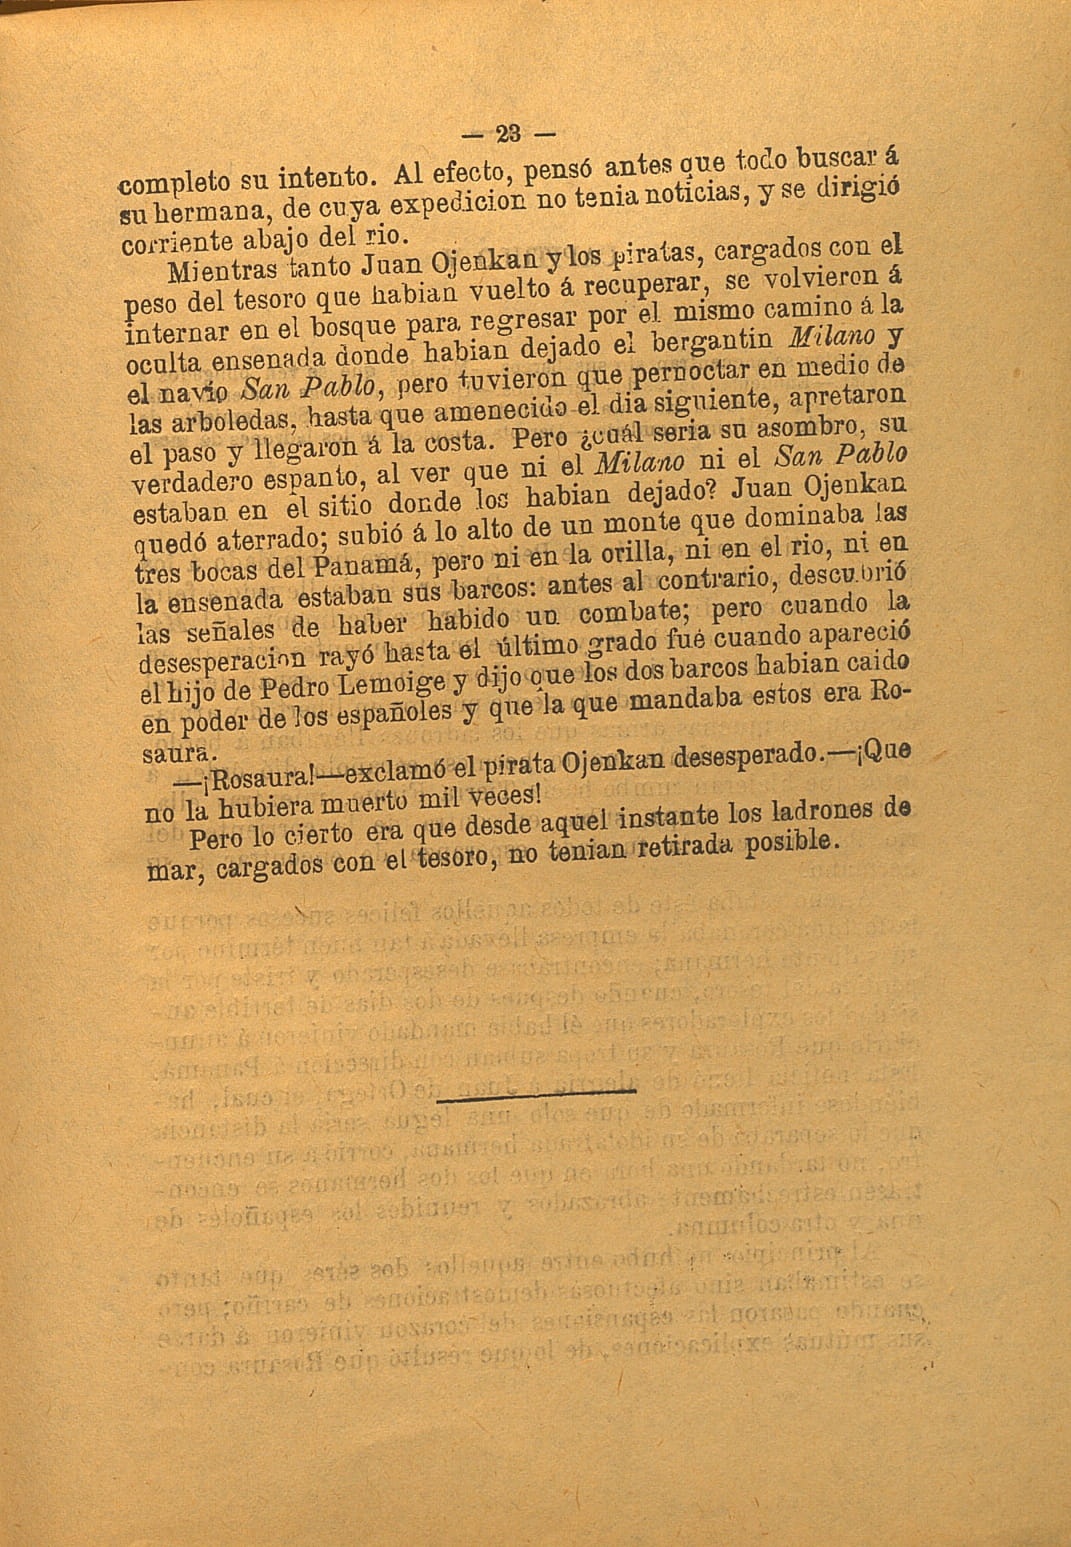 — 23 —
completo su intento. Al efecto, pensó antes que todo buscar á
su hermana, de cuya expedicion no tenia noticias, y se dirigió
corriente abajo del rio.
Mientras tanto Juan Ojenkan y los piratas, cargados con el
peso del tesoro que habian vuelto á recuperar, se volvieron á
internar en el bosque para regresar por el mismo camino á la
oculta ensenada donde habian dejado el bergantin Milano y
el navio San Pablo, pero tuvieron que pernoctar en medio de
las arboledas, hasta que amenecido el dia siguiente, apretaron
el paso y llegaron á la costa. Pero ¿cuál seria su asombro, su
verdadero espanto, al ver que ni el Milano ni el San Pablo
estaban en el sitio donde los habian dejado? Juan Ojenkan
quedó aterrado; subió á lo alto de un monte que dominaba las
tres bocas del Panamá, pero ni en la orilla, ni en el rio, ni en
la ensenada estaban sus barcos: antes al contrario, descubrió
las señales de haber habido un combate; pero cuando la
desesperacion rayó hasta el último grado fué cuando apareció
el hijo de Pedro Lemoige y dijo que los dos barcos habian caido
en poder de los españoles y que la que mandaba estos era Ro-
saura.
—¡Rosaura!—exclamó el pirata Ojenkan desesperado.—¡Que
no la hubiera muerto mil veces!
Pero lo cierto era que desde aquel instante los ladrones de
mar, cargados con el tesoro, no tenian retirada posible.